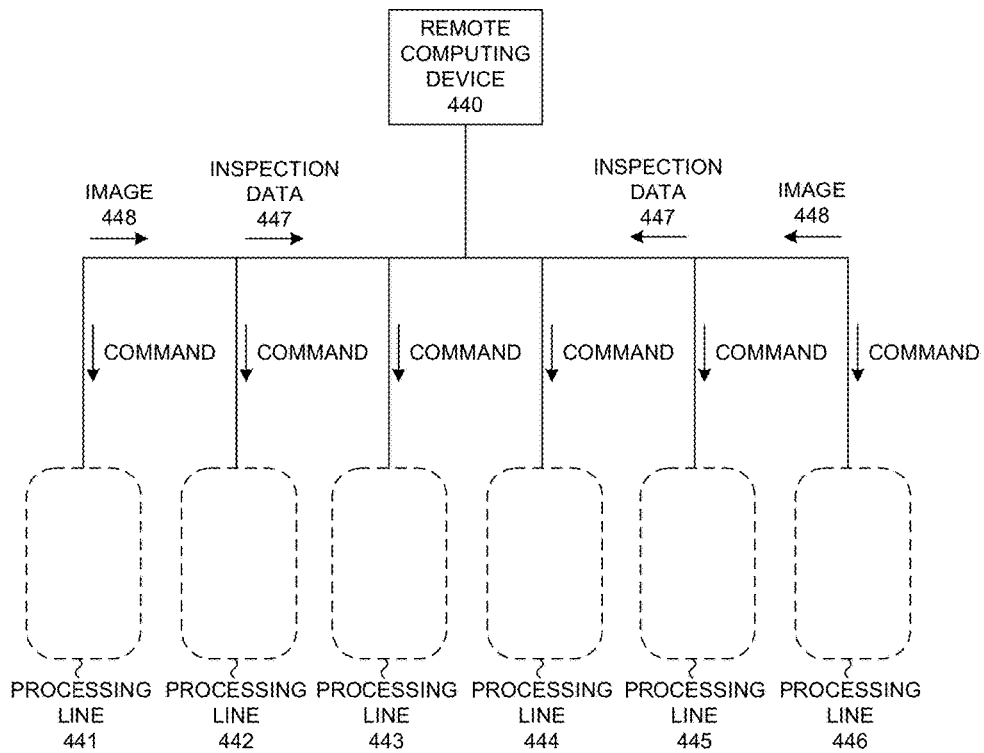 REMOTE
COMPUTING
DEVICE
440
IMAGE
448
INSPECTION
DATA
447
INSPECTION
DATA
447
IMAGE
448
COMMAND
COMMAND
COMMAND
COMMAND
COMMAND
COMMAND
PROCESSING
LINE
441
PROCESSING
LINE
442
PROCESSING
LINE
443
PROCESSING
LINE
444
PROCESSING
LINE
445
PROCESSING
LINE
446